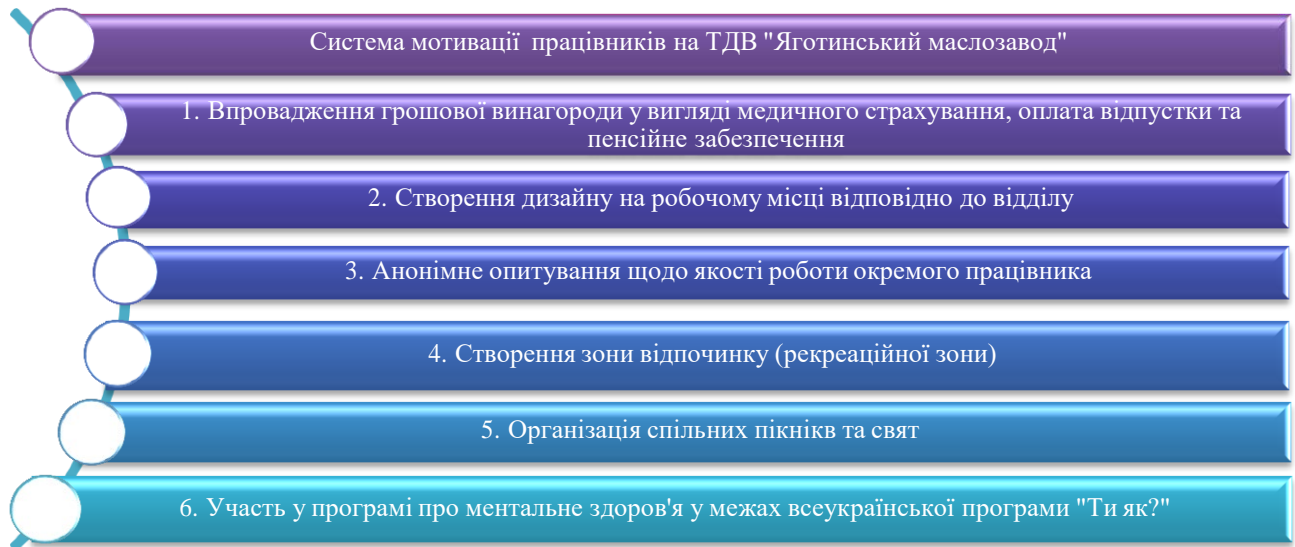 Система мотивації працівників на ТДВ "Яготинський маслозавод"
1. Впровадження грошової винагороди у вигляді медичного страхування, оплата відпустки та
пенсійне забезпечення
2. Створення дизайну на робочому місці відповідно до відділу
3. Анонімне опитування щодо якості роботи окремого працівника
4. Створення зони відпочинку (рекреаційної зони)
5. Організація спільних пікніків та свят
6. Участь у програмі про ментальне здоров'я у межах всеукраїнської програми "Ти як?"